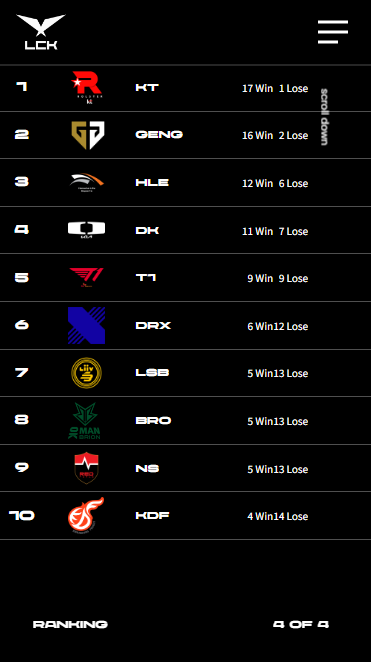 LCK
1 KT 17 Win 1 Lose
scroll down
2 GENG 16 Win 2 Lose
3 HLE 12 Win 6 Lose
4 DK 11 Win 7 Lose
5 T1 9 Win 9 Lose
6 DRX 6 Win12 Lose
7 LSB 5 Win13 Lose
8 BRO 5 Win13 Lose
9 NS 5 Win13 Lose
10 KDF 4 Win14 Lose
RANKING 4 OF 4